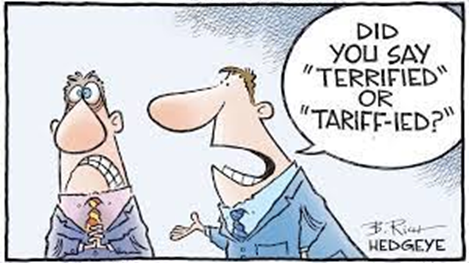 DID
YOU SAY
"TERRIFIED"
OR
"TARIFF-IED?"
B. Rich
HEDGEYE